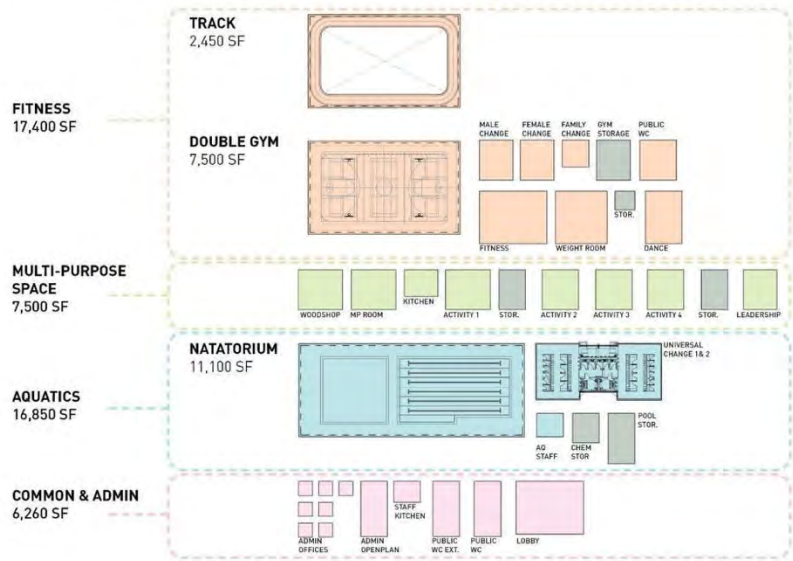 TRACK
2,450 SF
FITNESS
17,400 SF
DOUBLE GYM
7,500 SF
MALE CHANGE
FEMALE CHANGE
FAMILY CHANGE
GYM STORAGE
PUBLIC WC
FITNESS
WEIGHT ROOM
STOR.
DANCE
MULTI-PURPOSE
SPACE
7,500 SF
WOODSHOP
MP ROOM
KITCHEN
ACTIVITY 1
STOR.
ACTIVITY 2
ACTIVITY 3
ACTIVITY 4
STOR.
LEADERSHIP
NATATORIUM
11,100 SF
UNIVERSAL
CHANGE 1& 2
AQUATICS
16,850 SF
AQ
STAFF
CHEM
STOR
POOL
STOR.
COMMON & ADMIN
6,260 SF
ADMIN
OFFICES
ADMIN
OPENPLAN
STAFF
KITCHEN
PUBLIC
WC EXT.
PUBLIC
WC
LOBBY